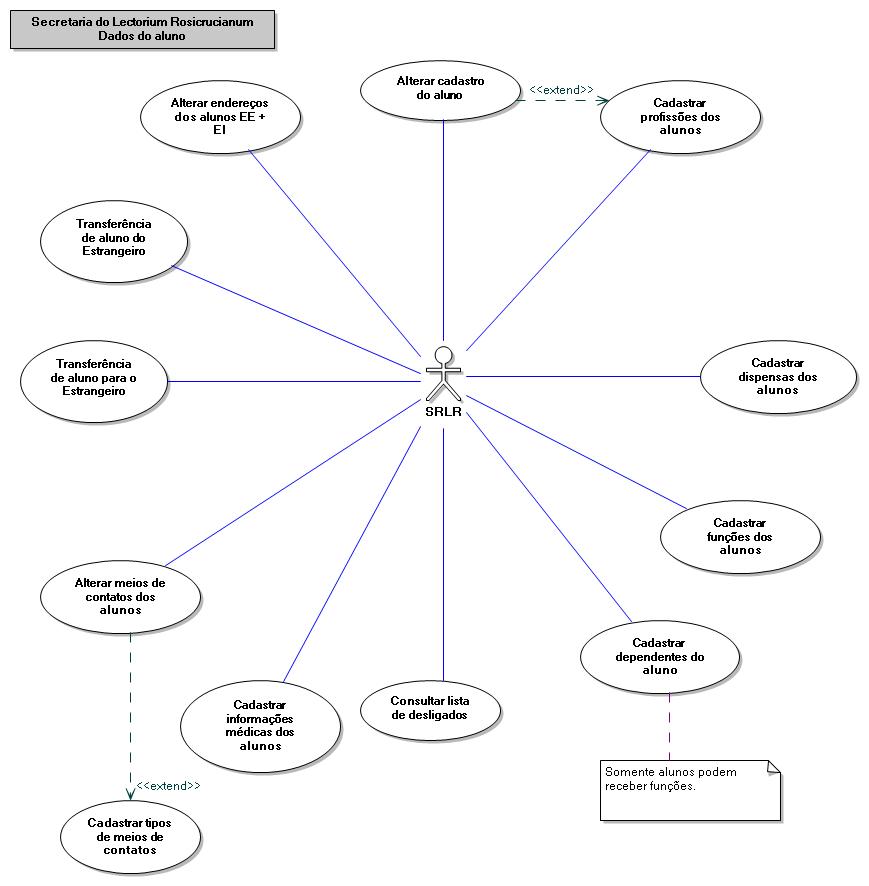 Secretaria do Lectorium Rosicrucianum
Dados do aluno
Alterar cadastro
do aluno
<<extend>>
Cadastrar
profissões dos
alunos
Alterar endereços
dos alunos EE +
EI
Transferência
de aluno do
Estrangeiro
Transferência
de aluno para o
Estrangeiro
SRLR
Cadastrar
dispensas dos
alunos
Cadastrar
funções dos
alunos
Alterar meios de
contatos dos
alunos
Cadastrar
dependentes do
aluno
Cadastrar
informações
médicas dos
alunos
Consultar lista
de desligados
Somente alunos podem
receber funções.
<<extend>>
Cadastrar tipos
de meios de
contatos